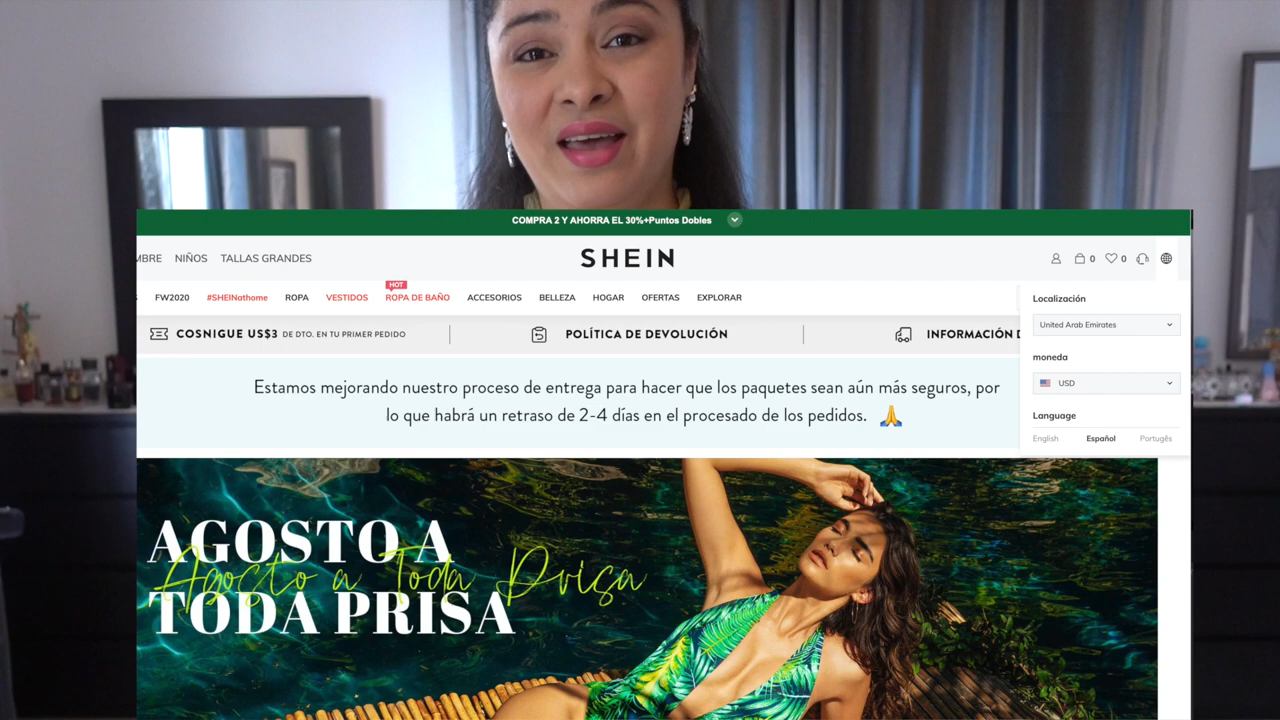 COMPRA 2 Y AHORRA EL 30%+Puntos Dobles
MBRE NIÑOS TALLAS GRANDES
SHEIN
0 0
HOT
S FW2020 #SHEINathome ROPA VESTIDOS ROPA DE BAÑO ACCESORIOS BELLEZA HOGAR OFERTAS EXPLORAR
COSNIGUE US$3 DE DTO. EN TU PRIMER PEDIDO
POLÍTICA DE DEVOLUCIÓN
INFORMACIÓN D
Localización
United Arab Emirates
moneda
USD
Language
English Español Portugês
Estamos mejorando nuestro proceso de entrega para hacer que los paquetes sean aún más seguros, por
lo que habrá un retraso de 2-4 días en el procesado de los pedidos. 🙏
AGOSTO A
Agosto a Toda Prisa
TODA PRISA